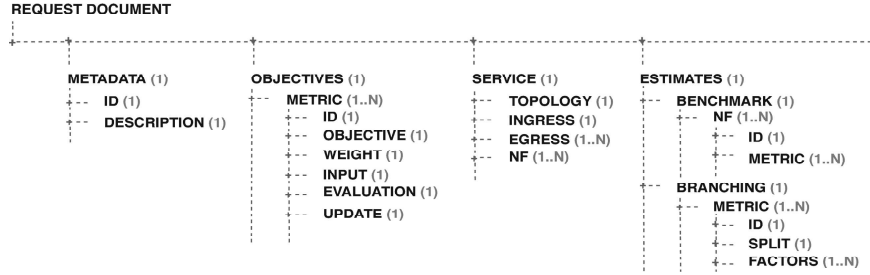 REQUEST DOCUMENT
METADATA (1)
ID (1)
DESCRIPTION (1)
OBJECTIVES (1)
METRIC (1..N)
ID (1)
OBJECTIVE (1)
WEIGHT (1)
INPUT (1)
EVALUATION (1)
UPDATE (1)
SERVICE (1)
TOPOLOGY (1)
INGRESS (1)
EGRESS (1..N)
NF (1..N)
ESTIMATES (1)
BENCHMARK (1)
NF (1..N)
ID (1)
METRIC (1..N)
BRANCHING (1)
METRIC (1..N)
ID (1)
SPLIT (1)
FACTORS (1..N)